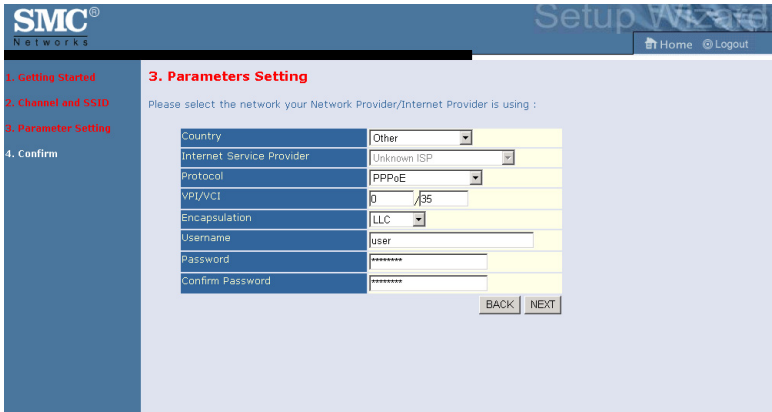 SMC®
Networks
Setup Wizard
Home Logout
1. Getting Started
2. Channel and SSID
3. Parameter Setting
4. Confirm
3. Parameters Setting
Please select the network your Network Provider/Internet Provider is using :
Country Other
Internet Service Provider Unknown ISP
Protocol PPPoE
VPI/VCI 0 / 35
Encapsulation LLC
Username user
Password ********
Confirm Password ********
BACK NEXT